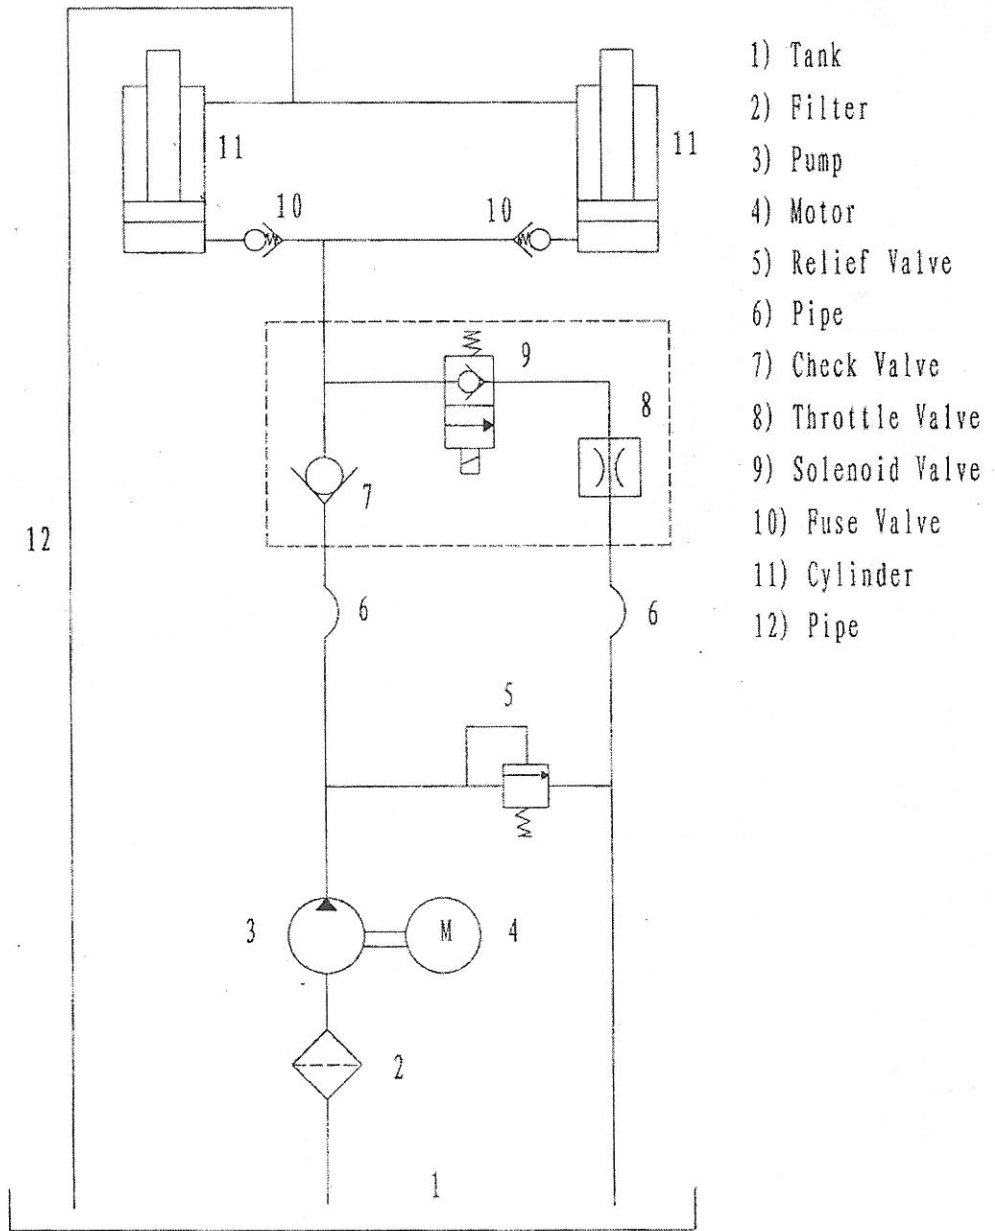 11
11
10
10
9
8
7
12
6
6
5
3
M
4
2
1
1) Tank
2) Filter
3) Pump
4) Motor
5) Relief Valve
6) Pipe
7) Check Valve
8) Throttle Valve
9) Solenoid Valve
10) Fuse Valve
11) Cylinder
12) Pipe